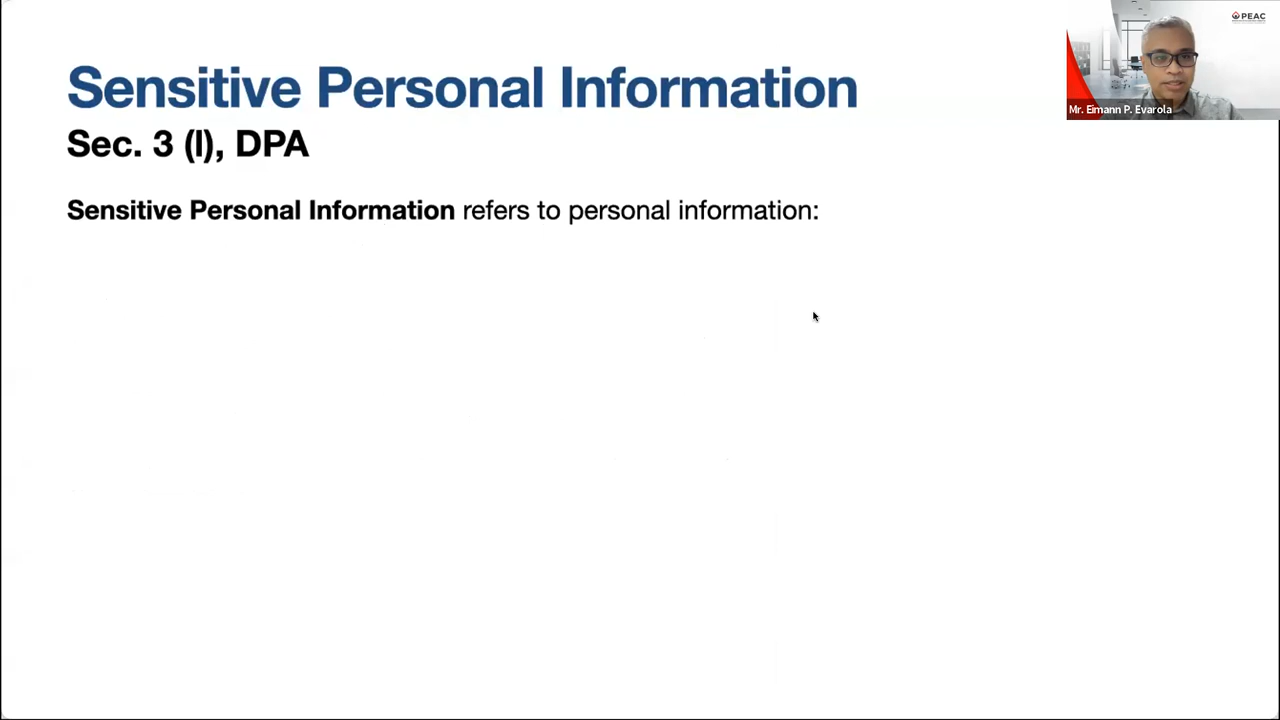 PEAC
Sensitive Personal Information
Mr. Eimann P. Evarola
Sec. 3 (l), DPA
Sensitive Personal Information refers to personal information: